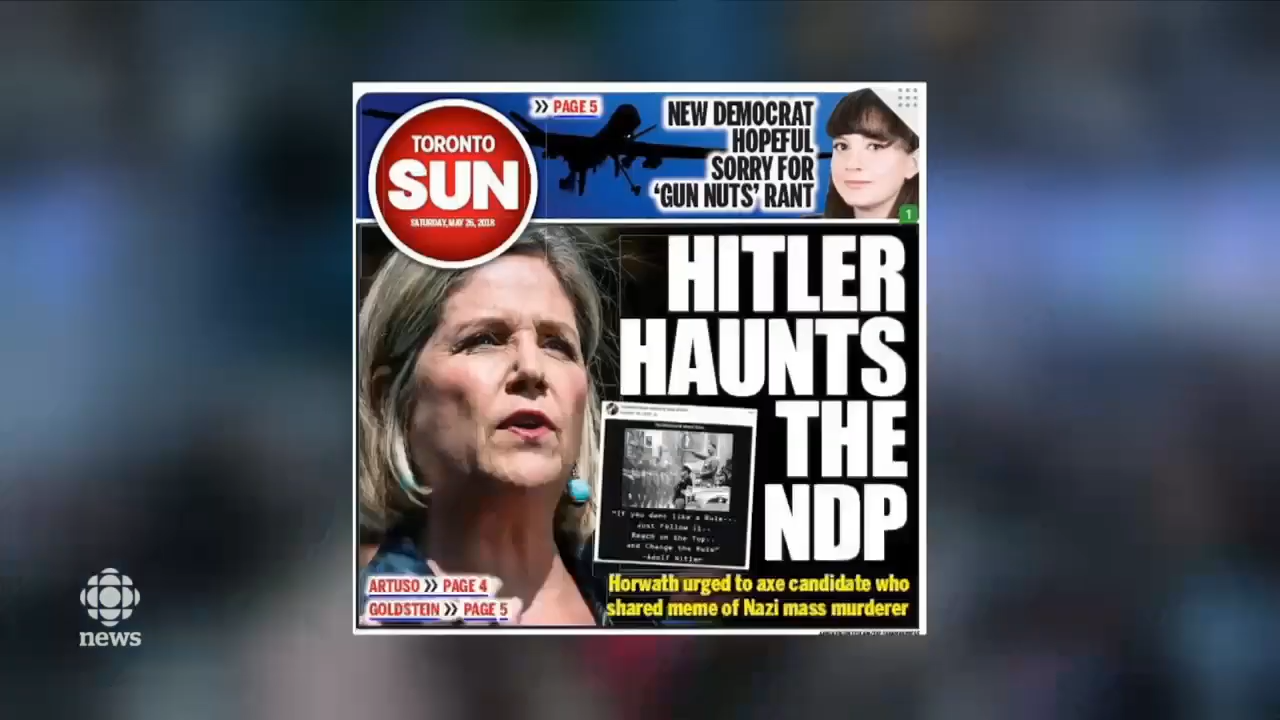 >> PAGE 5
TORONTO
SUN
SATURDAY, MAY 26, 2018
NEW DEMOCRAT
HOPEFUL
SORRY FOR
'GUN NUTS' RANT
1
HITLER
HAUNTS
THE
NDP
"If you dont like a Rule...
Just Follow it..
Reach on the Top..
and Change the Rule"
-Adolf Hitler
ARTUSO >> PAGE 4
GOLDSTEIN >> PAGE 5
Horwath urged to axe candidate who
shared meme of Nazi mass murderer
news